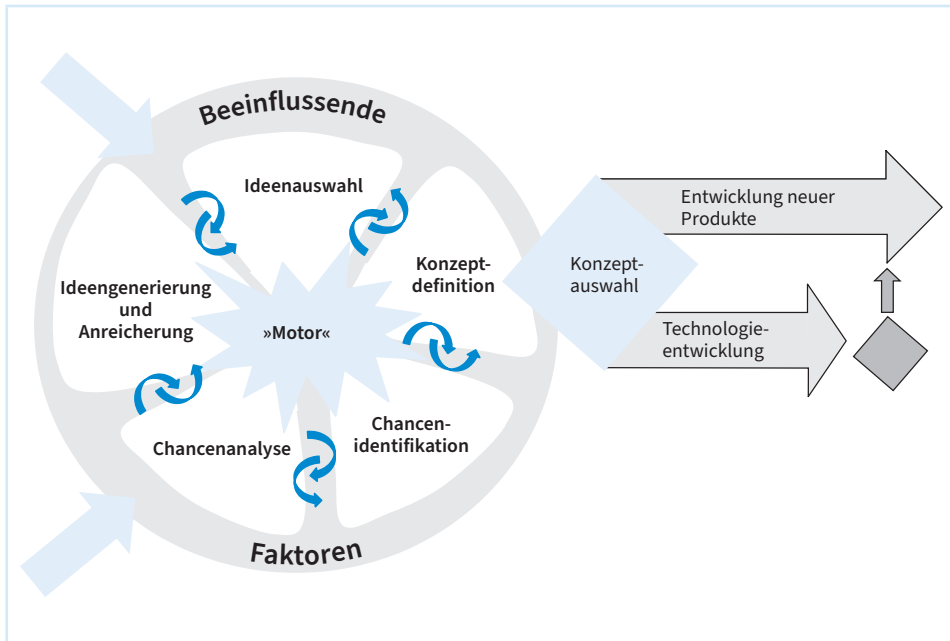 Beeinflussende
Ideenauswahl
Ideengenerierung
und
Anreicherung
»Motor«
Konzept-
definition
Chancenanalyse
Chancen-
identifikation
Faktoren
Konzept-
auswahl
Entwicklung neuer
Produkte
Technologie-
entwicklung